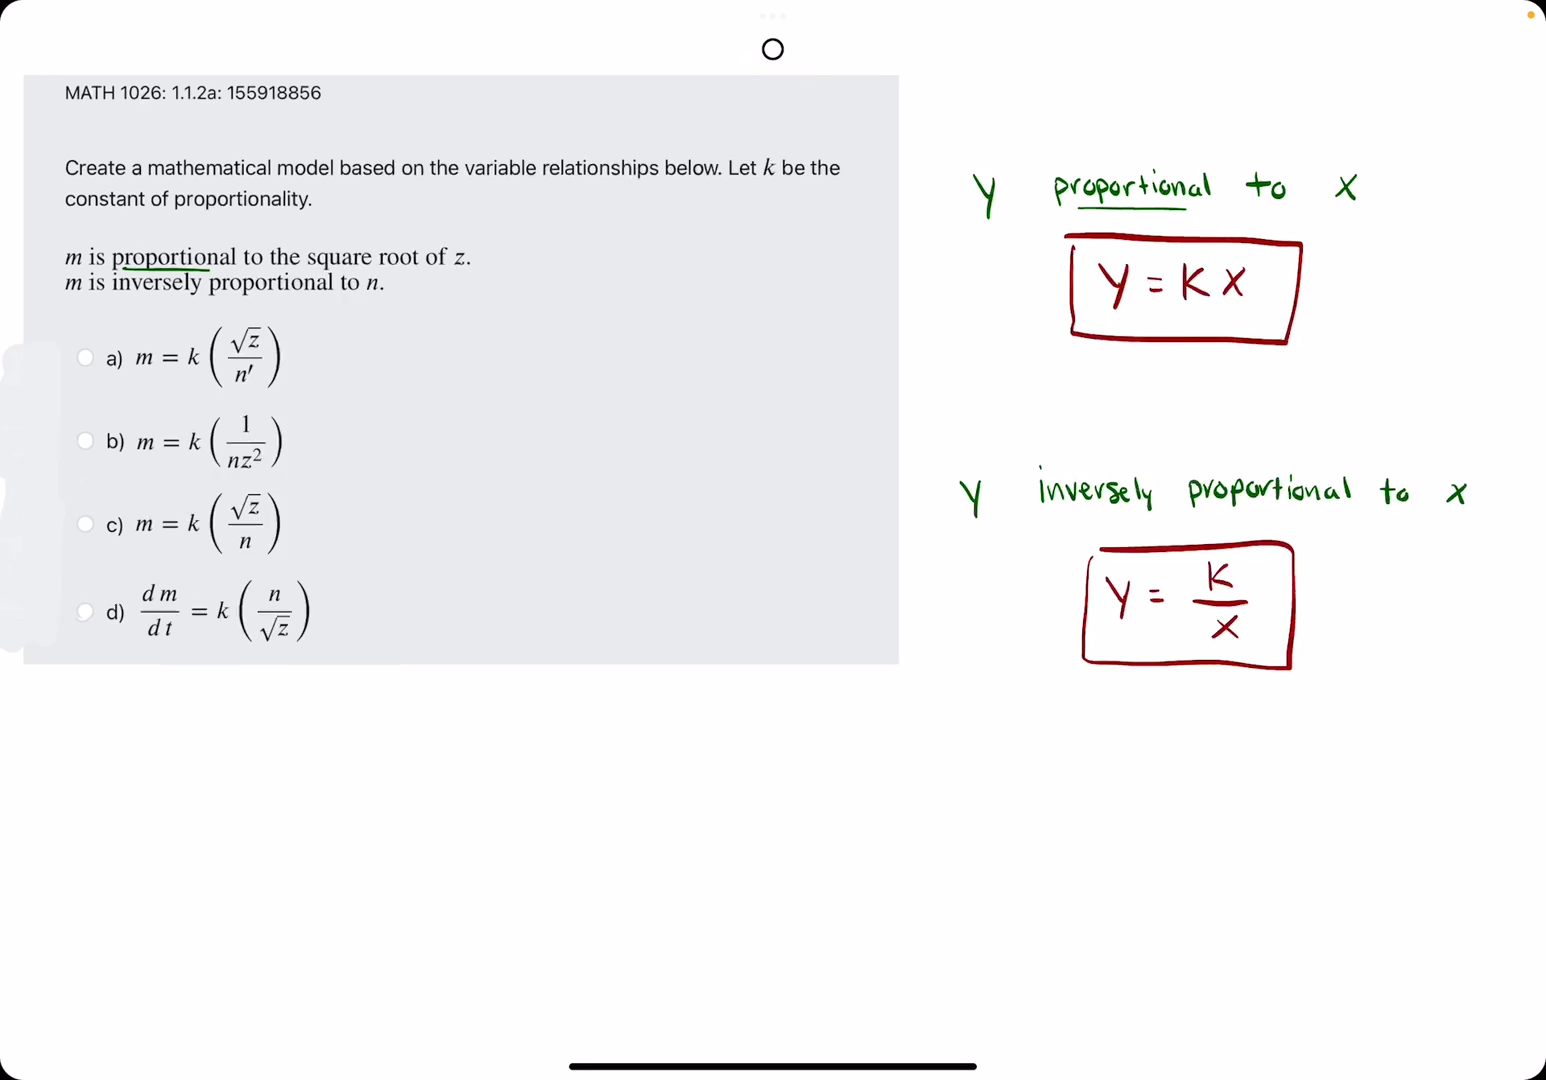 MATH 1026: 1.1.2a: 155918856
Create a mathematical model based on the variable relationships below. Let k be the
constant of proportionality.
m is proportional to the square root of z.
m is inversely proportional to n.
a) m = k (√z / n′)
b) m = k (1 / nz²)
c) m = k (√z / n)
d) dm / dt = k (n / √z)
y proportional to x
y = Kx
y inversely proportional to x
y = K / x